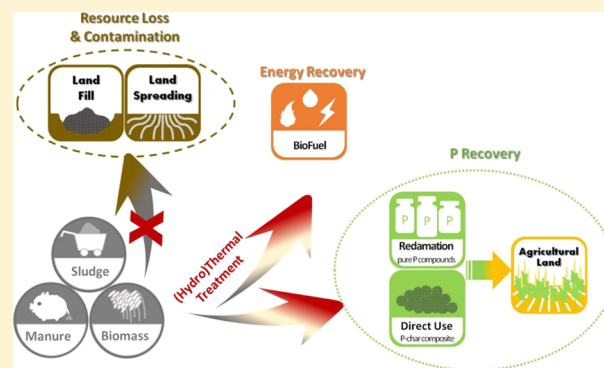 Resource Loss
& Contamination
Land
Fill
Land
Spreading
Energy Recovery
BioFuel
P Recovery
P P P
Redamation
pure P compounds
Agricultural
Land
Direct Use
P-char composite
(Hydro)Thermal
Treatment
Sludge
Manure
Biomass